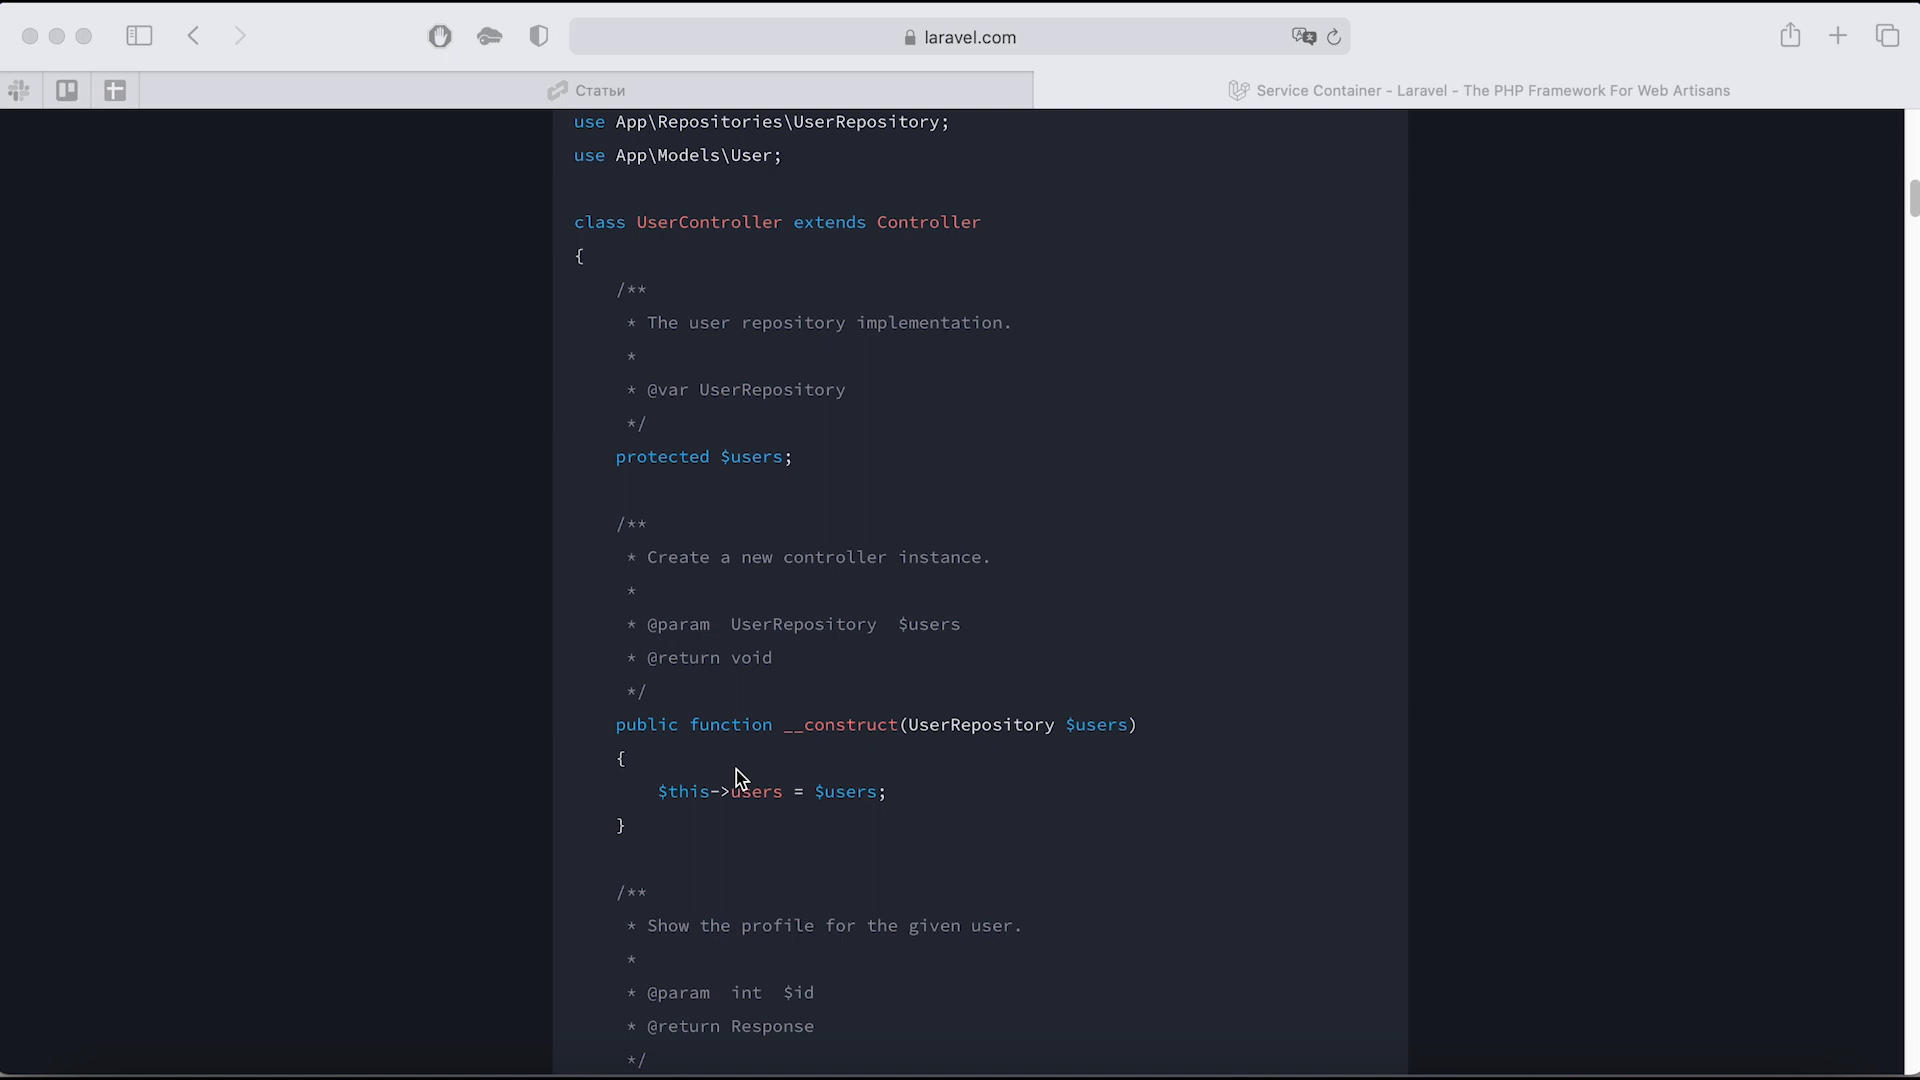 laravel.com
Статьи
Service Container - Laravel - The PHP Framework For Web Artisans
use App\Repositories\UserRepository;
use App\Models\User;
class UserController extends Controller
{
/**
* The user repository implementation.
*
* @var UserRepository
*/
protected $users;
/**
* Create a new controller instance.
*
* @param  UserRepository  $users
* @return void
*/
public function __construct(UserRepository $users)
{
$this->users = $users;
}
/**
* Show the profile for the given user.
*
* @param  int  $id
* @return Response
*/